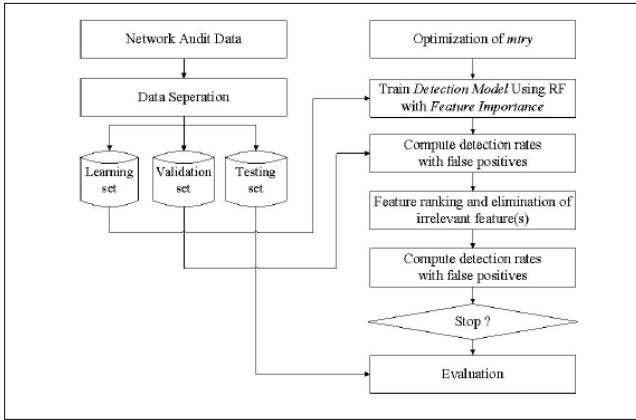 Network Audit Data
Data Seperation
Learning
set
Validation
set
Testing
set
Optimization of mtry
Train Detection Model Using RF
with Feature Importance
Compute detection rates
with false positives
Feature ranking and elimination of
irrelevant feature(s)
Compute detection rates
with false positives
Stop ?
Evaluation